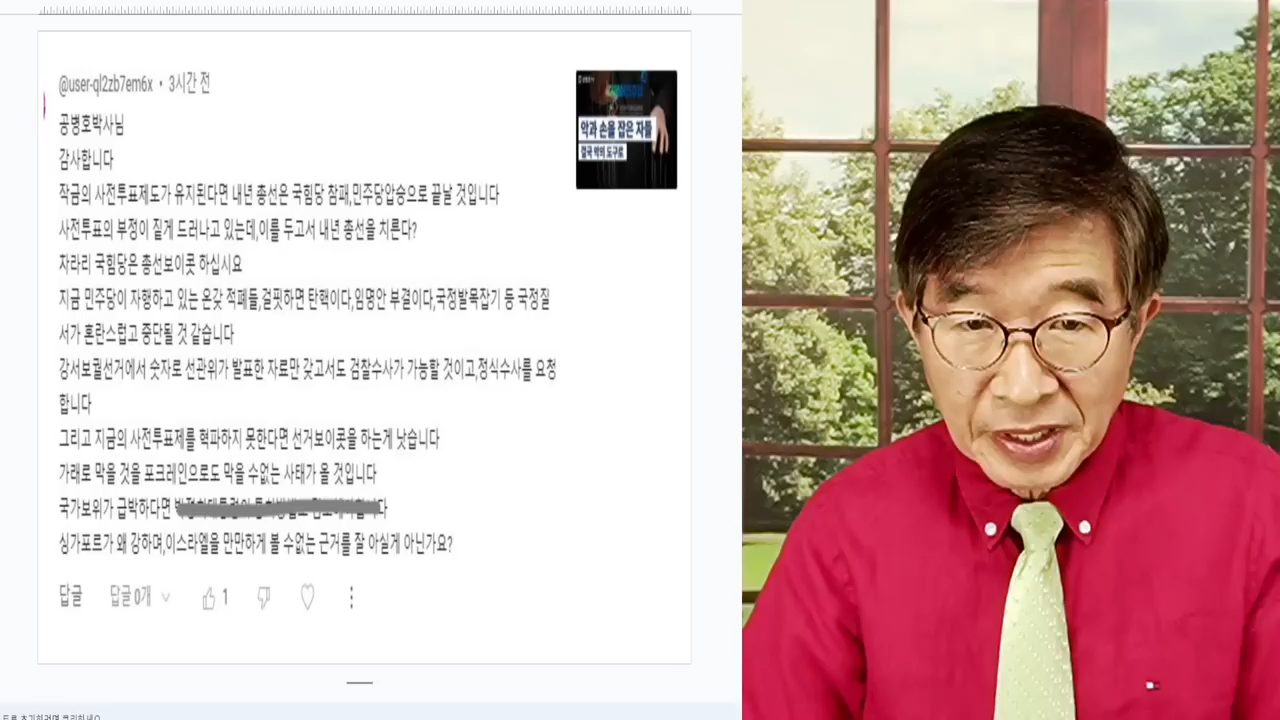 @user-ql2zb7em6x • 3시간 전
공병호박사님
감사합니다
작금의 사전투표제도가 유지된다면 내년 총선은 국힘당 참패,민주당압승으로 끝날 것입니다
사전투표의 부정이 짙게 드러나고 있는데,이를 두고서 내년 총선을 치른다?
차라리 국힘당은 총선보이콧 하십시요
지금 민주당이 자행하고 있는 온갖 적폐들,걸핏하면 탄핵이다,임명안 부결이다,국정발목잡기 등 국정질
서가 혼란스럽고 중단될 것 같습니다
강서보궐선거에서 숫자로 선관위가 발표한 자료만 갖고서도 검찰수사가 가능할 것이고,정식수사를 요청
합니다
그리고 지금의 사전투표제를 혁파하지 못한다면 선거보이콧을 하는게 낫습니다
가래로 막을 것을 포크레인으로도 막을 수없는 사태가 올 것입니다
국가보위가 급박하다면
싱가포르가 왜 강하며,이스라엘을 만만하게 볼 수없는 근거를 잘 아실게 아닌가요?
답글 답글 0개 1
악과 손을 잡은 자들
결국 악의 도구로